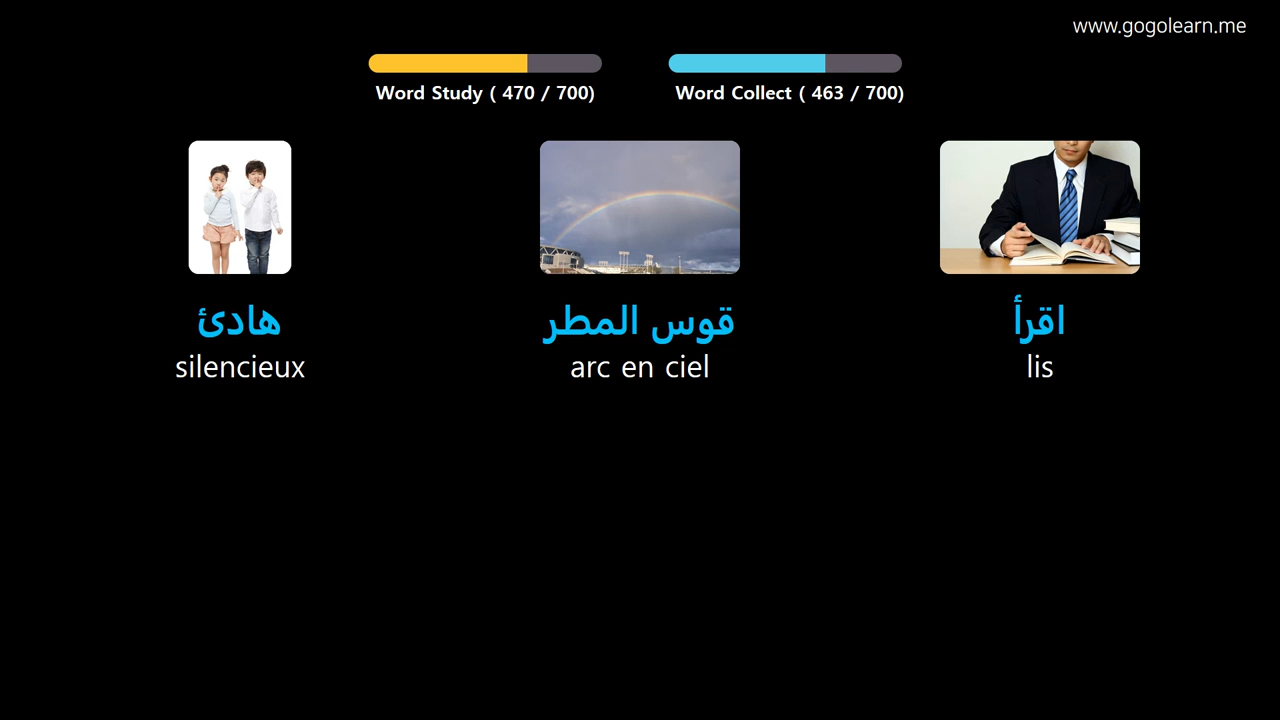 www.gogolearn.me
Word Study ( 470 / 700)
Word Collect ( 463 / 700)
هادئ
silencieux
قوس المطر
arc en ciel
اقرأ
lis